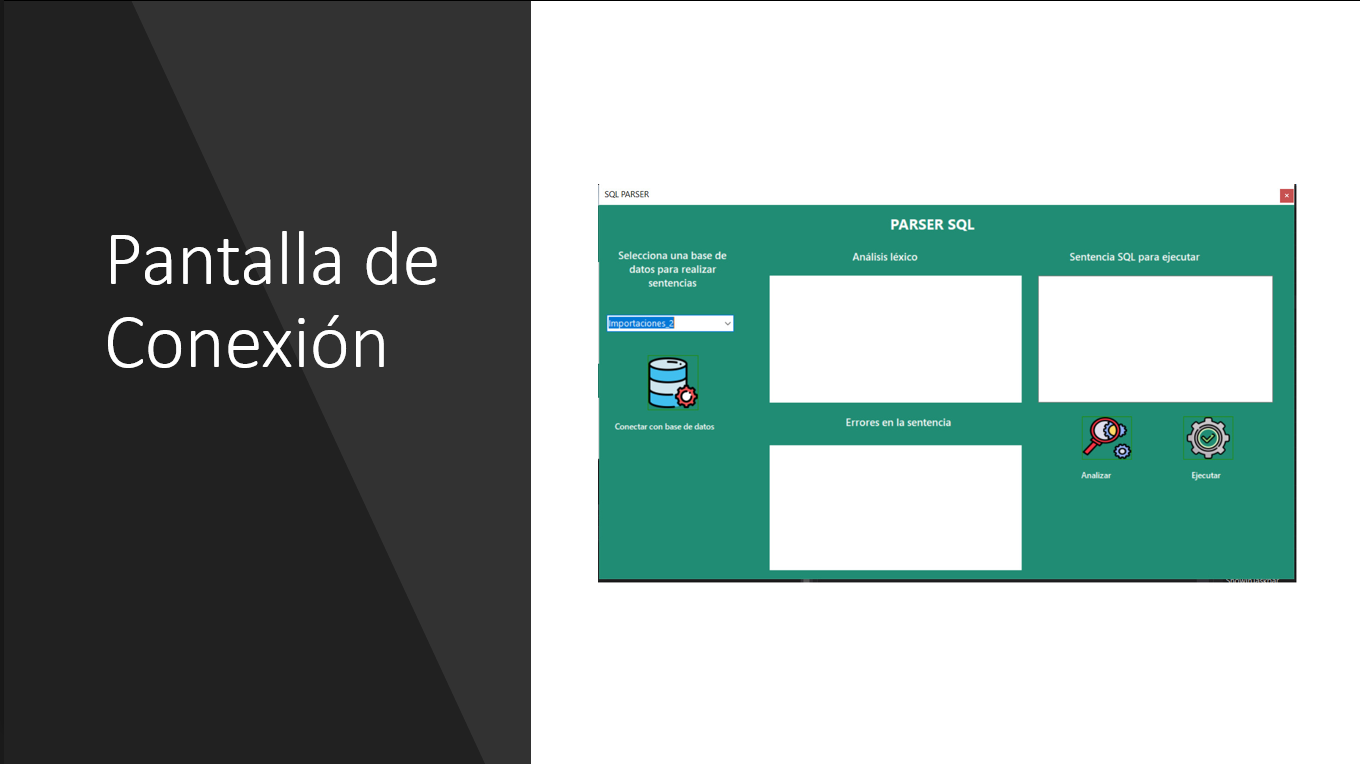 Pantalla de
Conexión
SQL PARSER
PARSER SQL
Selecciona una base de
datos para realizar
sentencias
Importaciones_2
Conectar con base de datos
Análisis léxico
Errores en la sentencia
Sentencia SQL para ejecutar
Analizar
Ejecutar